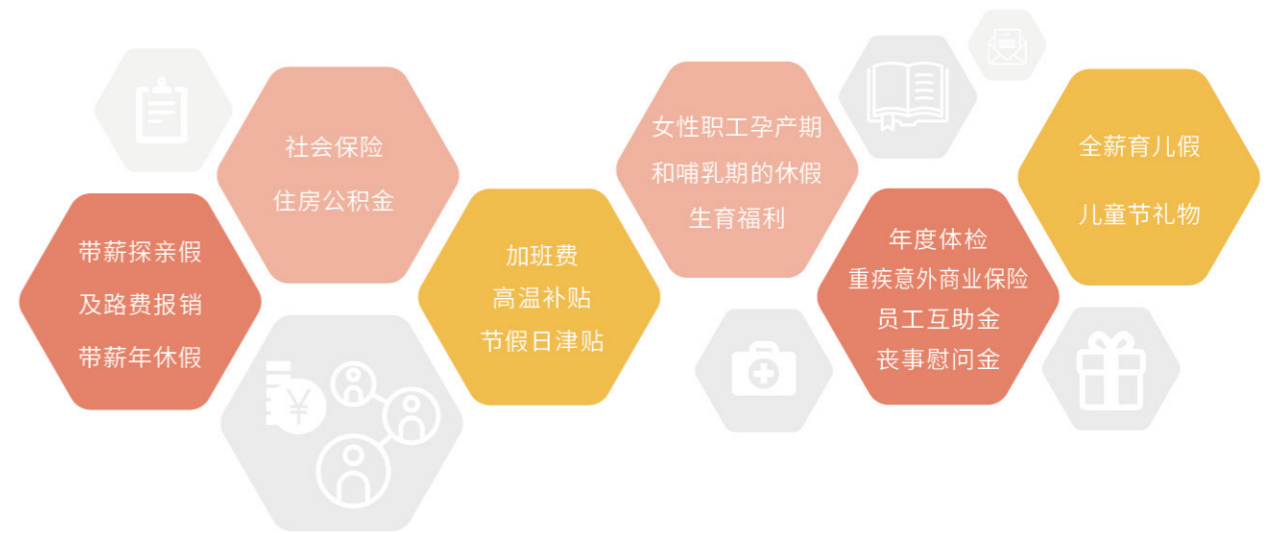 带薪探亲假
及路费报销
带薪年休假
社会保险
住房公积金
加班费
高温补贴
节假日津贴
女性职工孕产期
和哺乳期的休假
生育福利
年度体检
重疾意外商业保险
员工互助金
丧事慰问金
全薪育儿假
儿童节礼物
¥